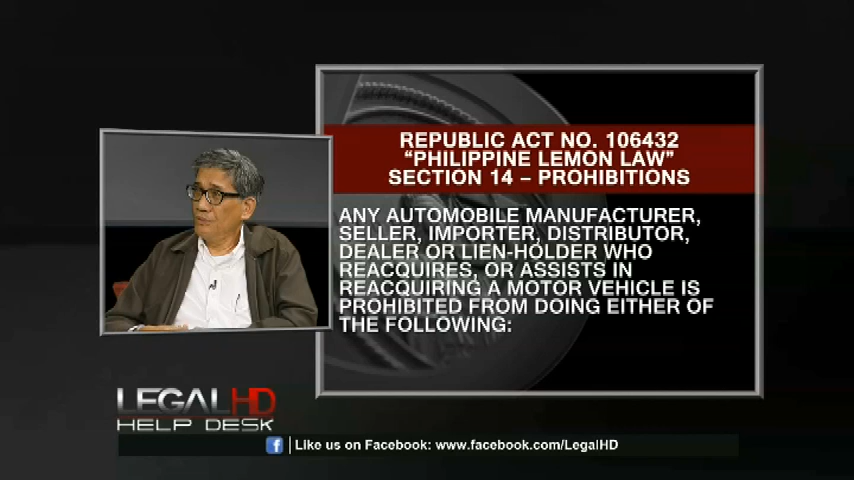 REPUBLIC ACT NO. 106432
"PHILIPPINE LEMON LAW"
SECTION 14 – PROHIBITIONS
ANY AUTOMOBILE MANUFACTURER,
SELLER, IMPORTER, DISTRIBUTOR,
DEALER OR LIEN-HOLDER WHO
REACQUIRES, OR ASSISTS IN
REACQUIRING A MOTOR VEHICLE IS
PROHIBITED FROM DOING EITHER OF
THE FOLLOWING:
LEGALHD
HELP DESK
f Like us on Facebook: www.facebook.com/LegalHD